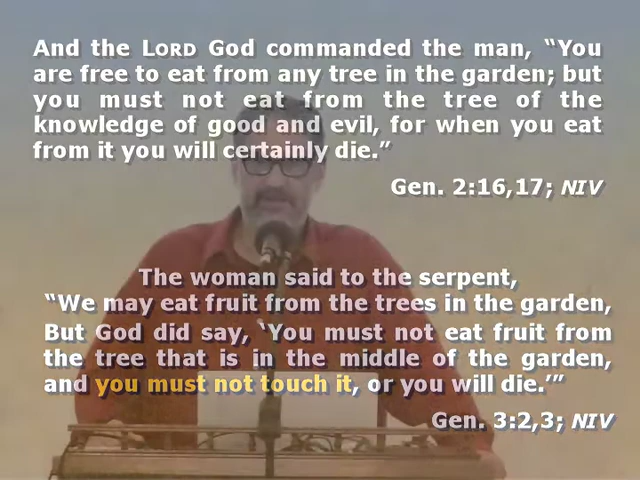 And the LORD God commanded the man, “You
are free to eat from any tree in the garden; but
you must not eat from the tree of the
knowledge of good and evil, for when you eat
from it you will certainly die.”
Gen. 2:16,17; NIV
The woman said to the serpent,
“We may eat fruit from the trees in the garden,
But God did say, ‘You must not eat fruit from
the tree that is in the middle of the garden,
and you must not touch it, or you will die.’”
Gen. 3:2,3; NIV